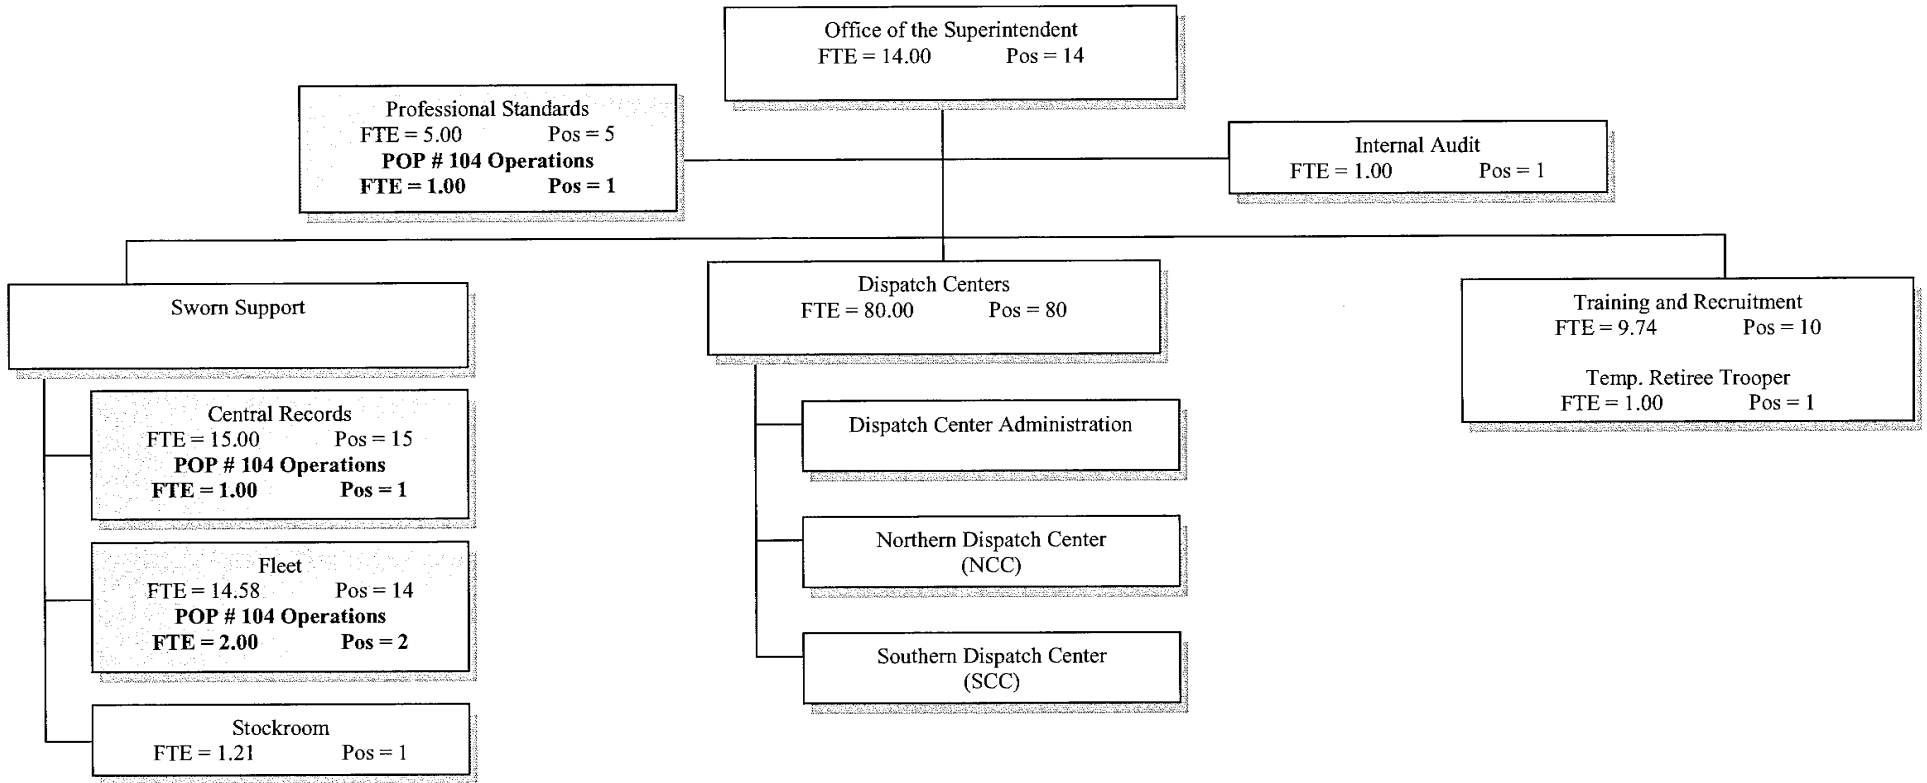 Office of the Superintendent
FTE = 14.00 Pos = 14
Professional Standards
FTE = 5.00 Pos = 5
POP # 104 Operations
FTE = 1.00 Pos = 1
Internal Audit
FTE = 1.00 Pos = 1
Sworn Support
Central Records
FTE = 15.00 Pos = 15
POP # 104 Operations
FTE = 1.00 Pos = 1
Fleet
FTE = 14.58 Pos = 14
POP # 104 Operations
FTE = 2.00 Pos = 2
Stockroom
FTE = 1.21 Pos = 1
Dispatch Centers
FTE = 80.00 Pos = 80
Dispatch Center Administration
Northern Dispatch Center
(NCC)
Southern Dispatch Center
(SCC)
Training and Recruitment
FTE = 9.74 Pos = 10
Temp. Retiree Trooper
FTE = 1.00 Pos = 1